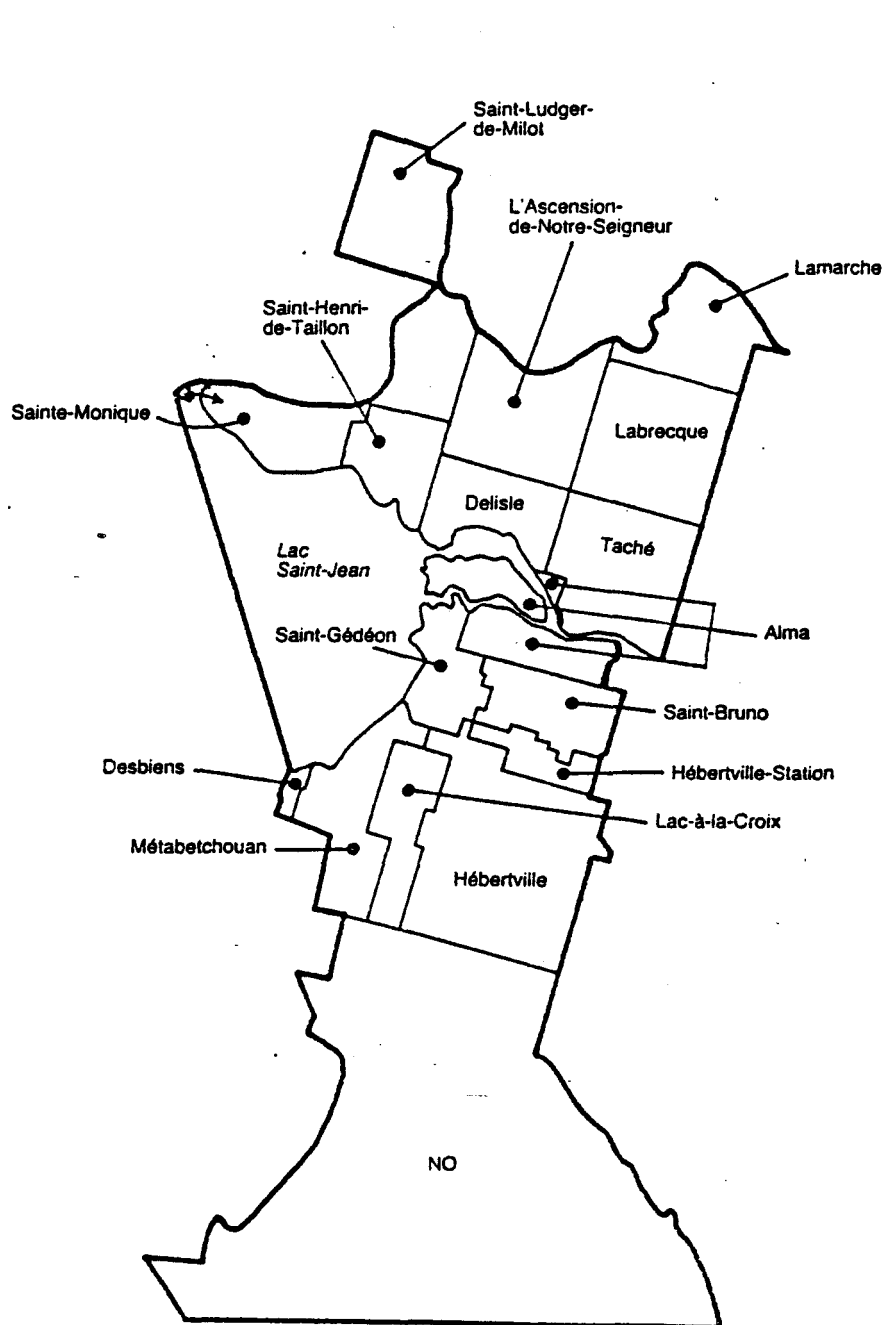 Saint-Ludger-
de-Milot
L'Ascension-
de-Notre-Seigneur
Lamarche
Saint-Henri-
de-Taillon
Sainte-Monique
Labrecque
Delisle
Taché
Lac
Saint-Jean
Alma
Saint-Gédéon
Saint-Bruno
Desbiens
Hébertville-Station
Lac-à-la-Croix
Métabetchouan
Hébertville
NO